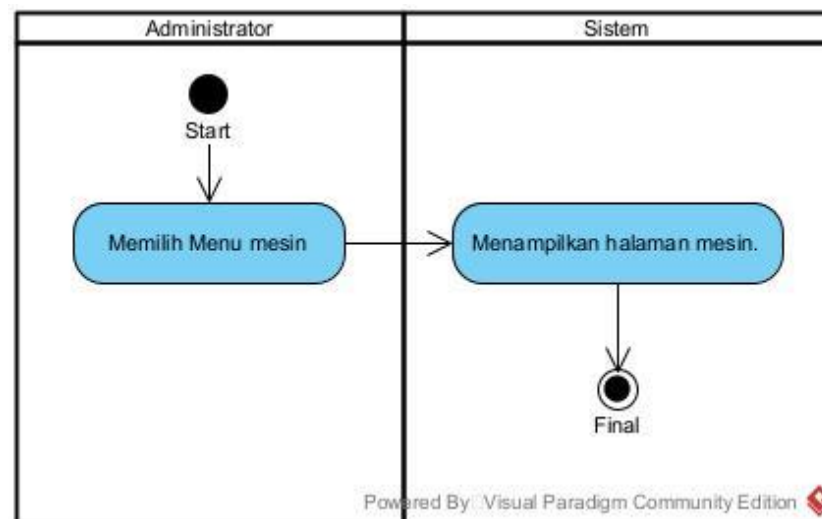 Administrator
Sistem
Start
Memilih Menu mesin
Menampilkan halaman mesin.
Final
Powered By Visual Paradigm Community Edition